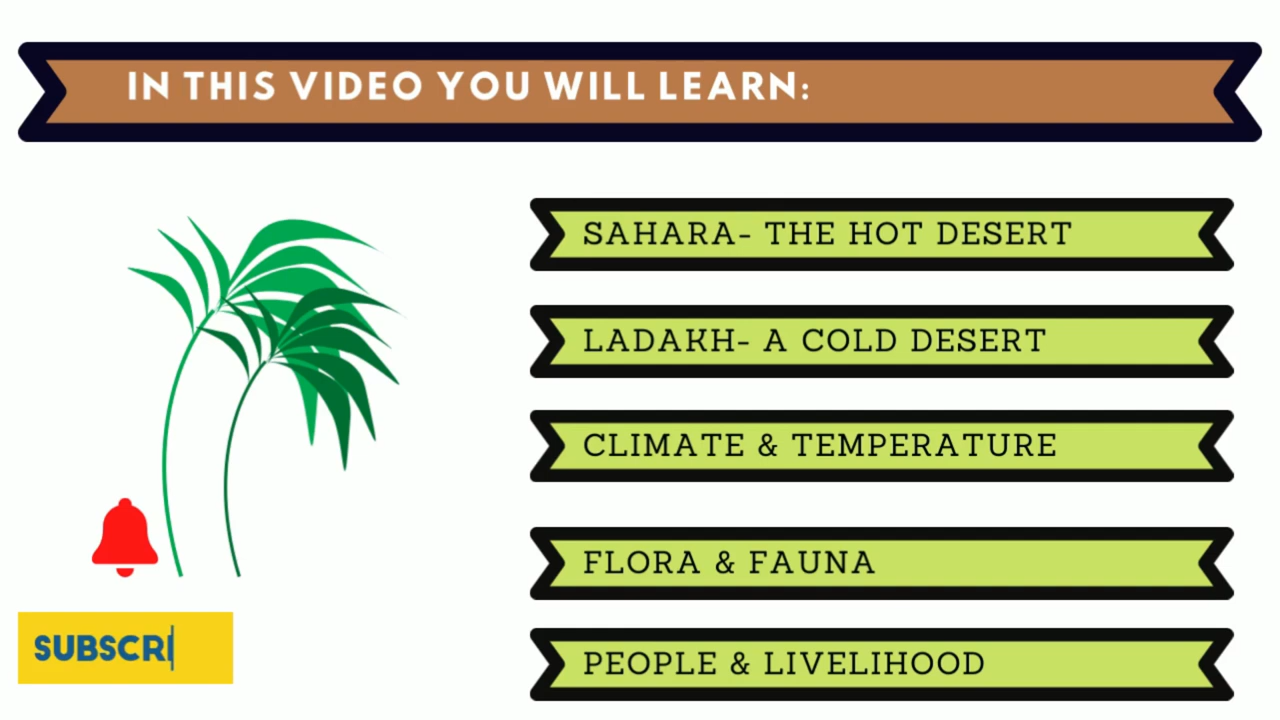 IN THIS VIDEO YOU WILL LEARN:
SAHARA- THE HOT DESERT
LADAKH- A COLD DESERT
CLIMATE & TEMPERATURE
FLORA & FAUNA
PEOPLE & LIVELIHOOD
SUBSCRI